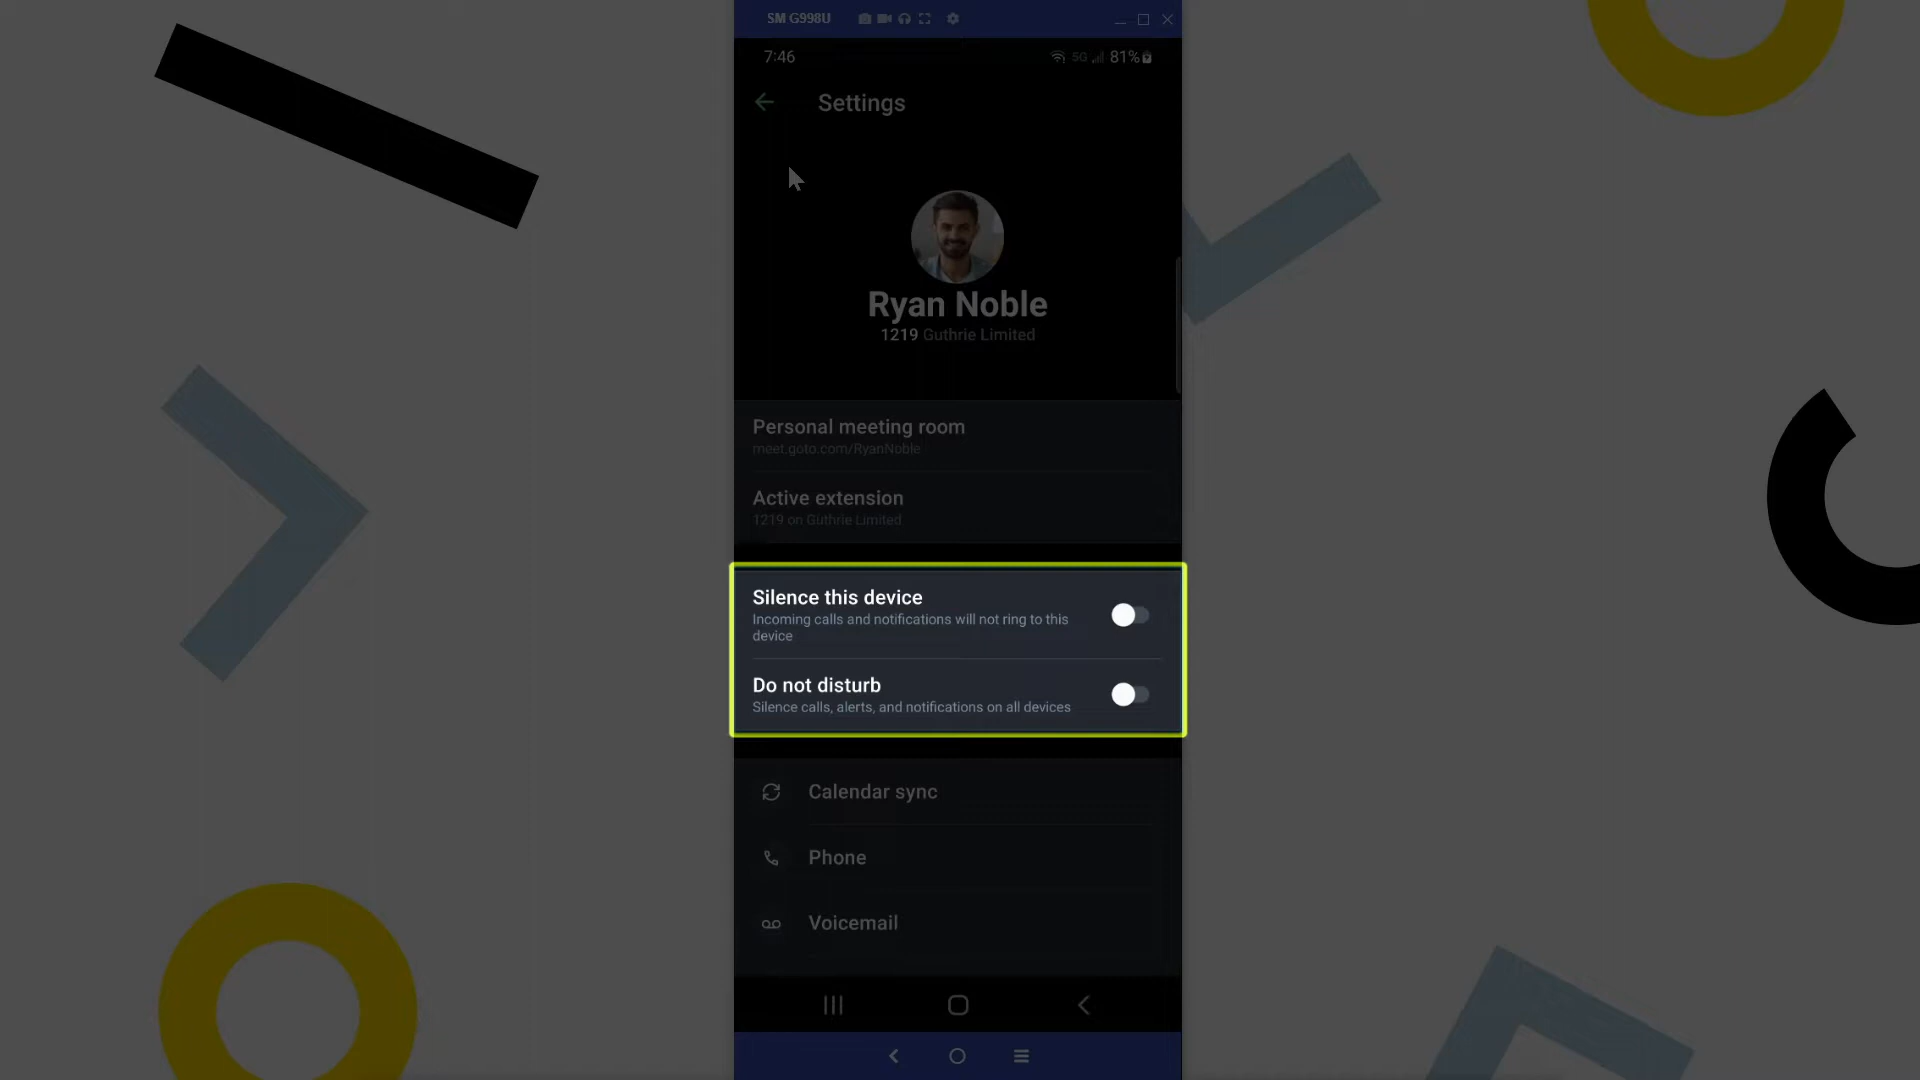 SM G998U
7:46
5G 81%
Settings
Ryan Noble
1219 Guthrie Limited
Personal meeting room
meet.goto.com/RyanNoble
Active extension
1219 on Guthrie Limited
Silence this device
Incoming calls and notifications will not ring to this
device
Do not disturb
Silence calls, alerts, and notifications on all devices
Calendar sync
Phone
Voicemail